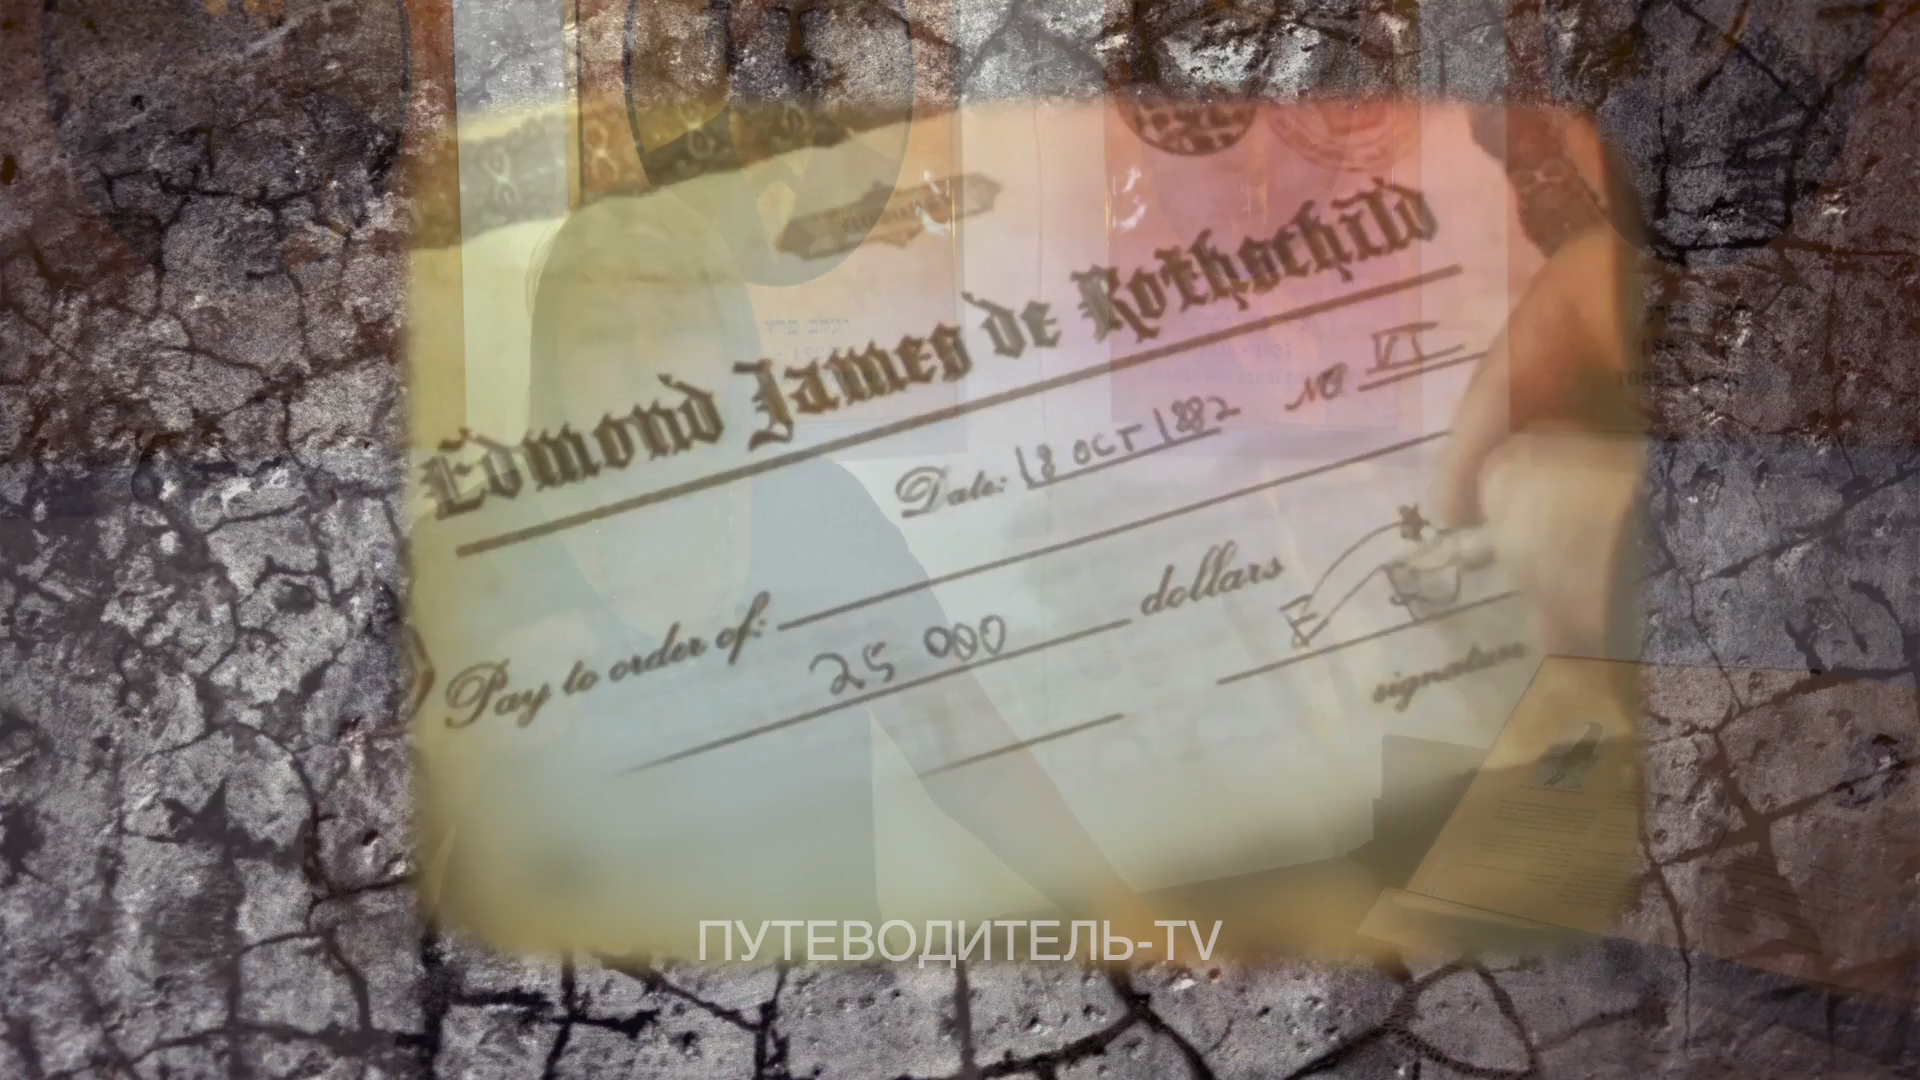 Edmond James de Rothschild
Date: 18 OCT 1882 NO VI
Pay to order of:
25 000 dollars
signature
ПУТЕВОДИТЕЛЬ-TV